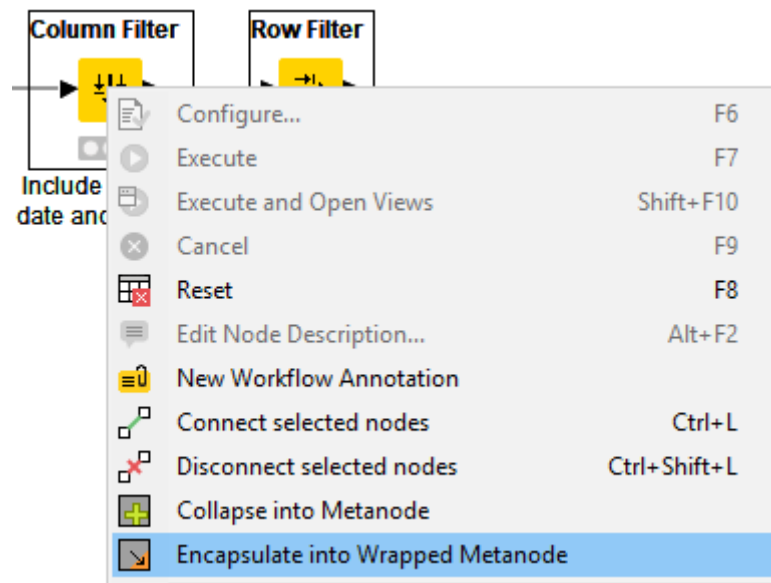 Column Filter
Row Filter
Include
date and
Configure... F6
Execute F7
Execute and Open Views Shift+F10
Cancel F9
Reset F8
Edit Node Description... Alt+F2
New Workflow Annotation
Connect selected nodes Ctrl+L
Disconnect selected nodes Ctrl+Shift+L
Collapse into Metanode
Encapsulate into Wrapped Metanode